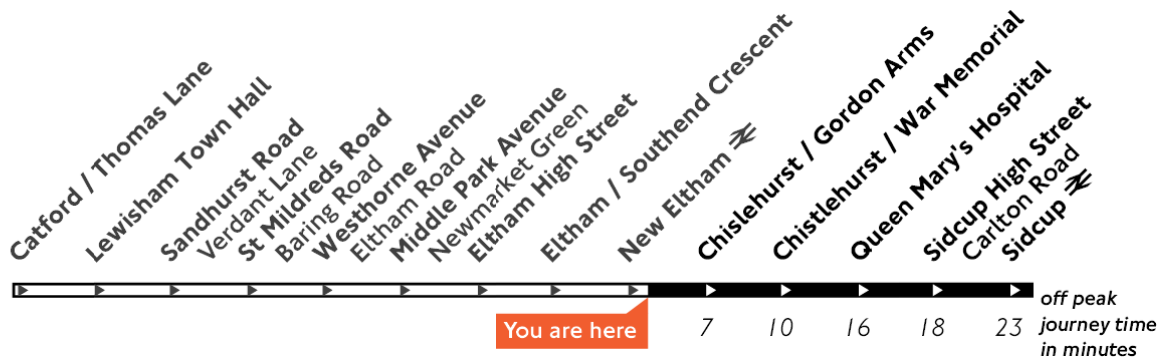 Catford / Thomas Lane
Lewisham Town Hall
Sandhurst Road
Verdant Lane
St Mildreds Road
Baring Road
Westhorne Avenue
Eltham Road
Middle Park Avenue
Newmarket Green
Eltham High Street
Eltham / Southend Crescent
New Eltham
Chislehurst / Gordon Arms
Chistlehurst / War Memorial
Queen Mary's Hospital
Sidcup High Street
Carlton Road
Sidcup
You are here
7 10 16 18 23
off peak
journey time
in minutes